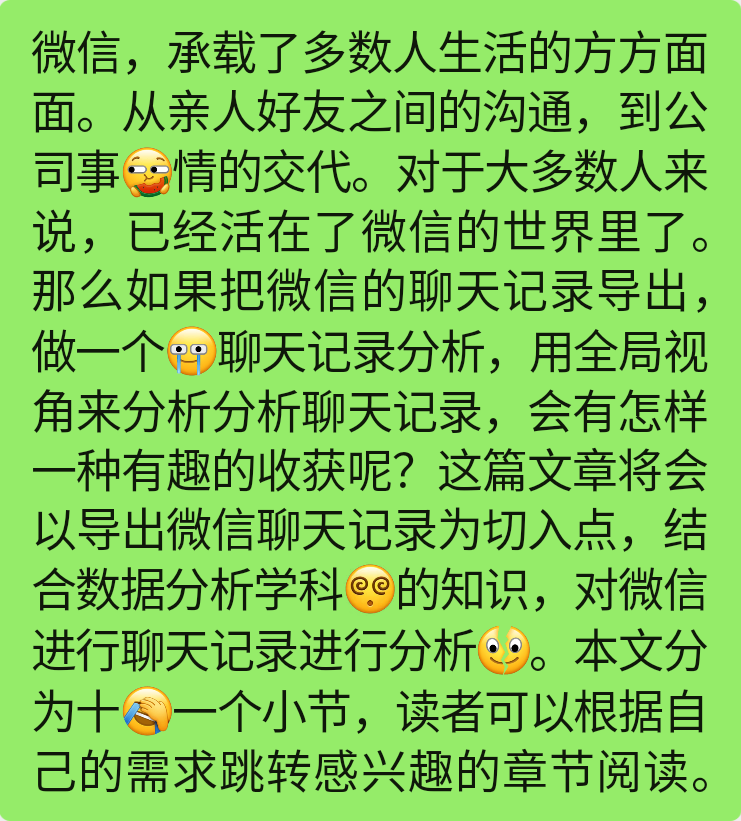 微信，承载了多数人生活的方方面
面。从亲人好友之间的沟通，到公
司事情的交代。对于大多数人来
说，已经活在了微信的世界里了。
那么如果把微信的聊天记录导出，
做一个聊天记录分析，用全局视
角来分析分析聊天记录，会有怎样
一种有趣的收获呢？这篇文章将会
以导出微信聊天记录为切入点，结
合数据分析学科的知识，对微信
进行聊天记录进行分析。本文分
为十一个小节，读者可以根据自
己的需求跳转感兴趣的章节阅读。